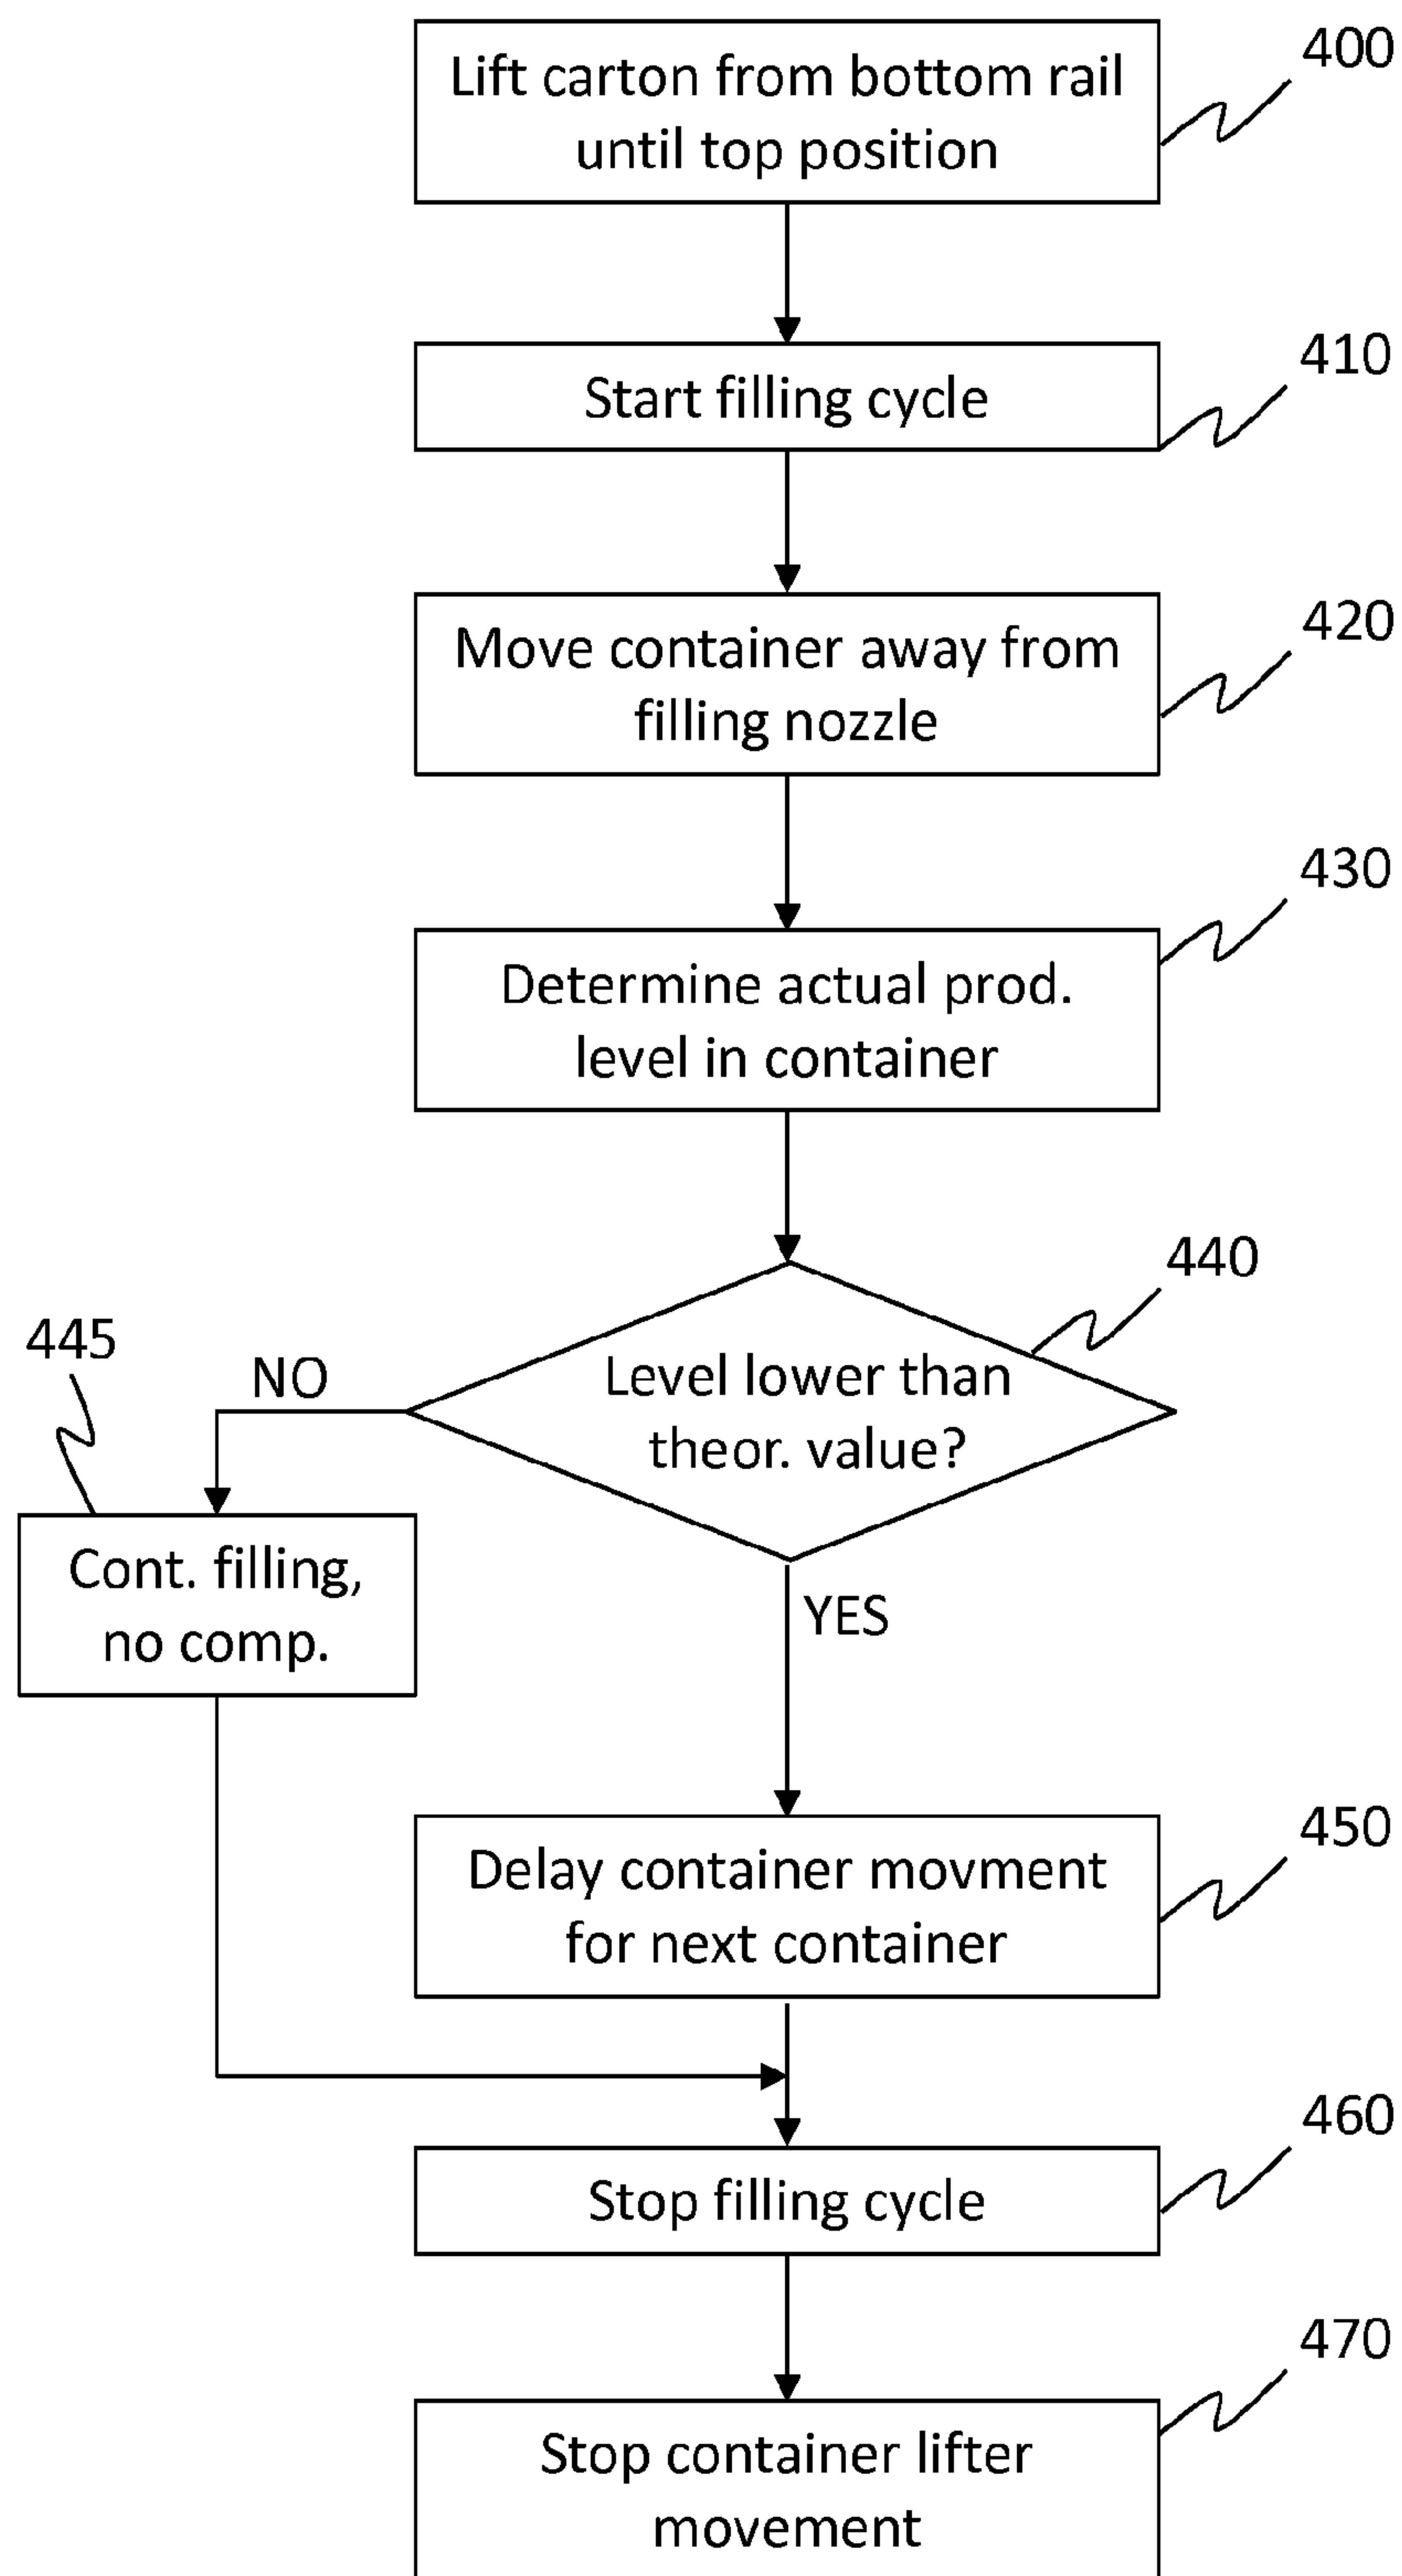 Lift carton from bottom rail
until top position
400
Start filling cycle
410
Move container away from
filling nozzle
420
Determine actual prod.
level in container
430
Level lower than
theor. value?
440
NO
445
Cont. filling,
no comp.
YES
Delay container movment
for next container
450
Stop filling cycle
460
Stop container lifter
movement
470